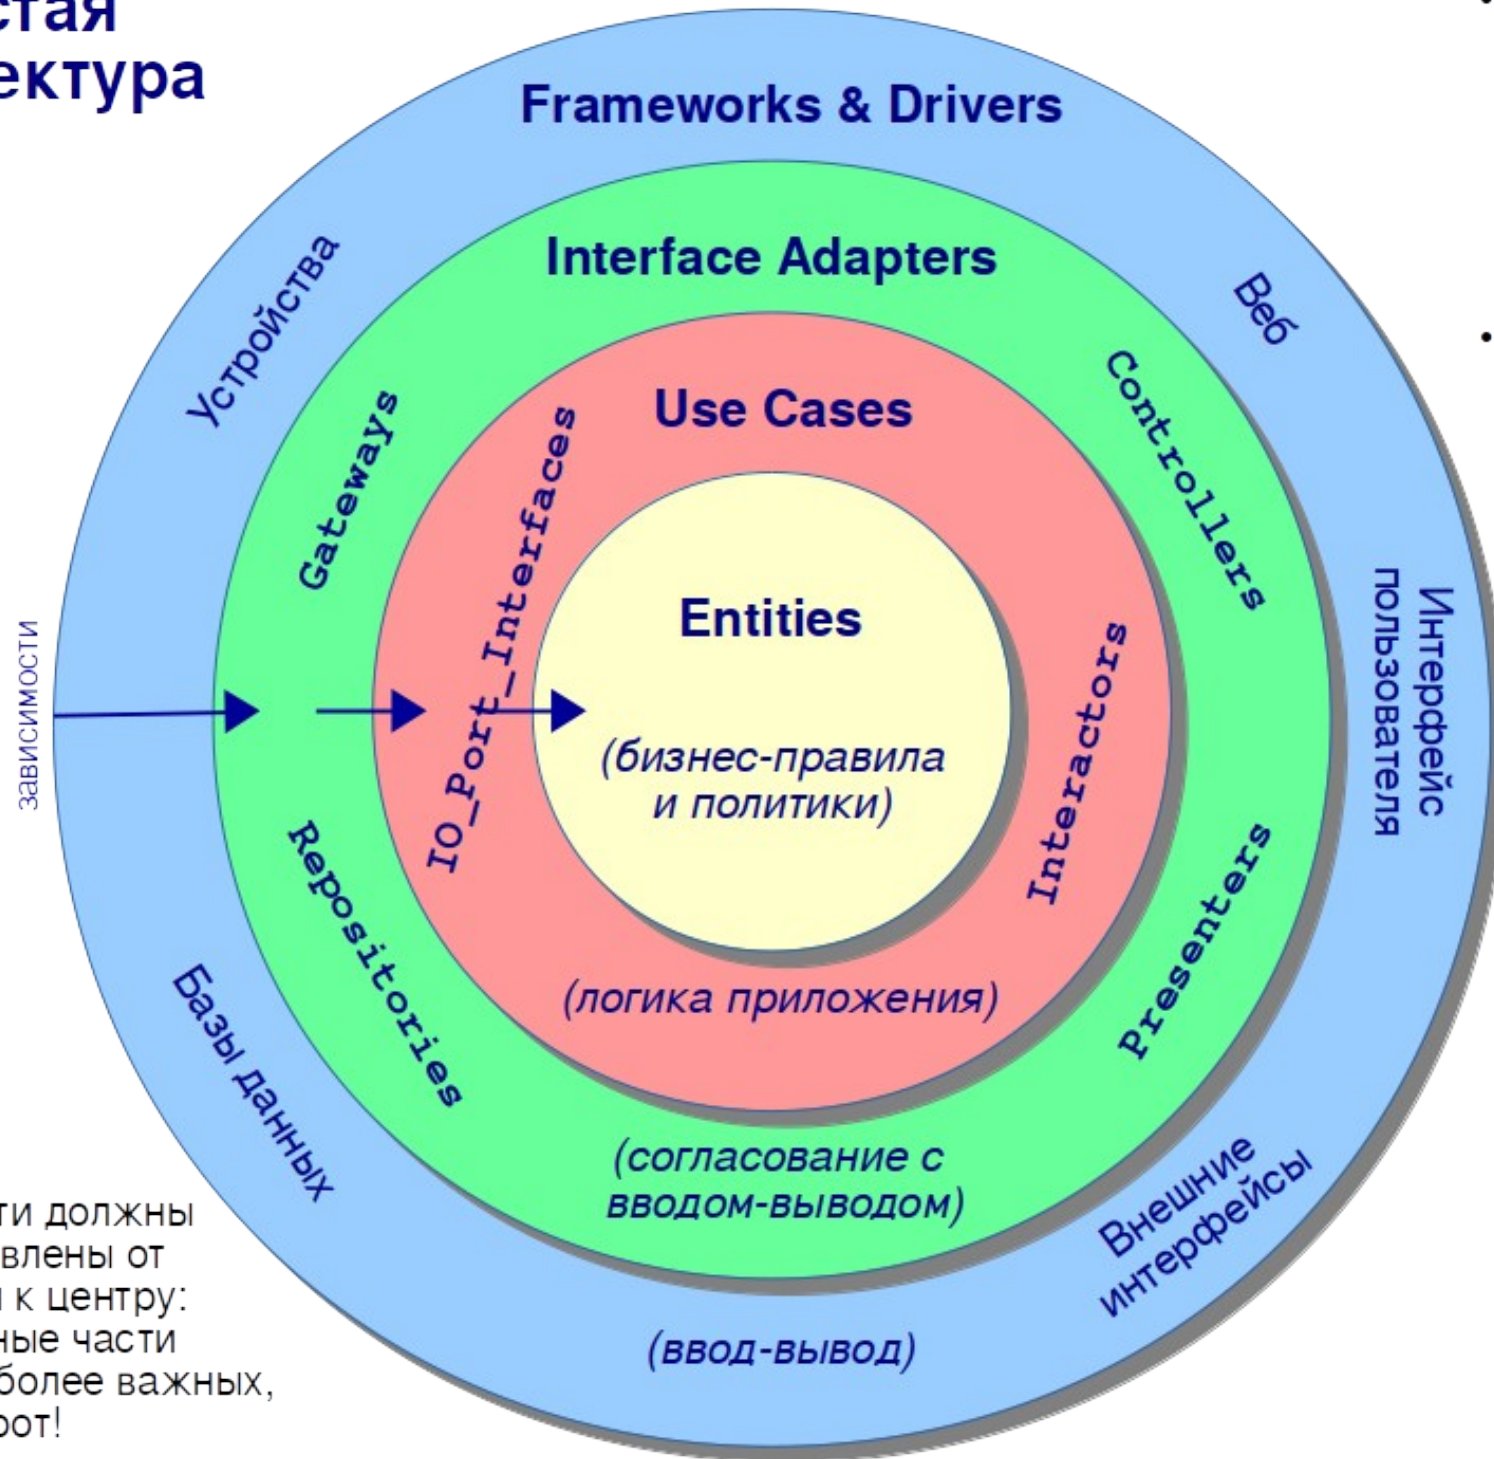 стая
ектура
Frameworks & Drivers
Interface Adapters
Use Cases
Entities
(бизнес-правила
и политики)
(логика приложения)
(согласование с
вводом-выводом)
(ввод-вывод)
Устройства
Веб
Gateways
Controllers
IO_Port_Interfaces
Interactors
Интерфейс
пользователя
зависимости
Repositories
Presenters
Базы данных
Внешние
интерфейсы
ти должны
влены от
к центру:
ные части
более важных,
рот!